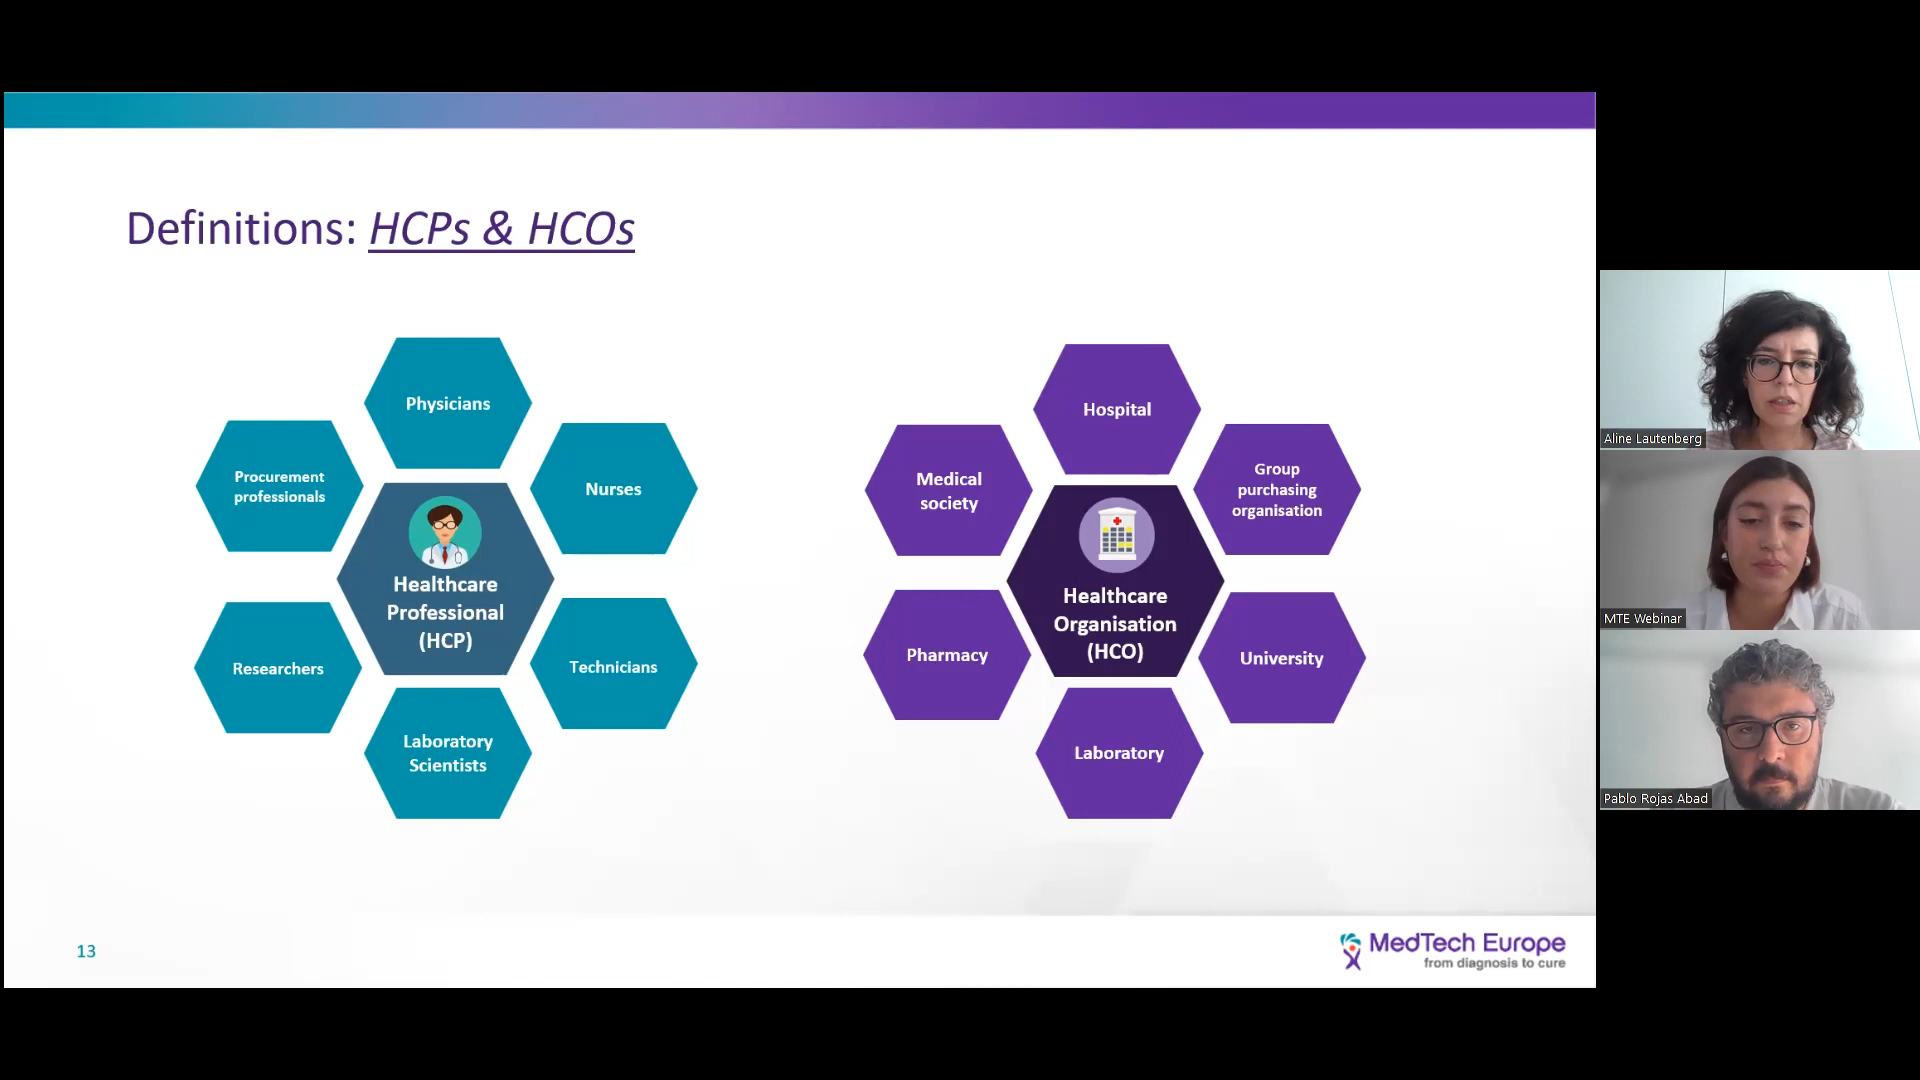 Definitions: HCPs & HCOs
Physicians
Procurement
professionals
Nurses
Healthcare
Professional
(HCP)
Researchers
Technicians
Laboratory
Scientists
Hospital
Medical
society
Group
purchasing
organisation
Healthcare
Organisation
(HCO)
Pharmacy
University
Laboratory
13
MedTech Europe
from diagnosis to cure
Aline Lautenberg
MTE Webinar
Pablo Rojas Abad